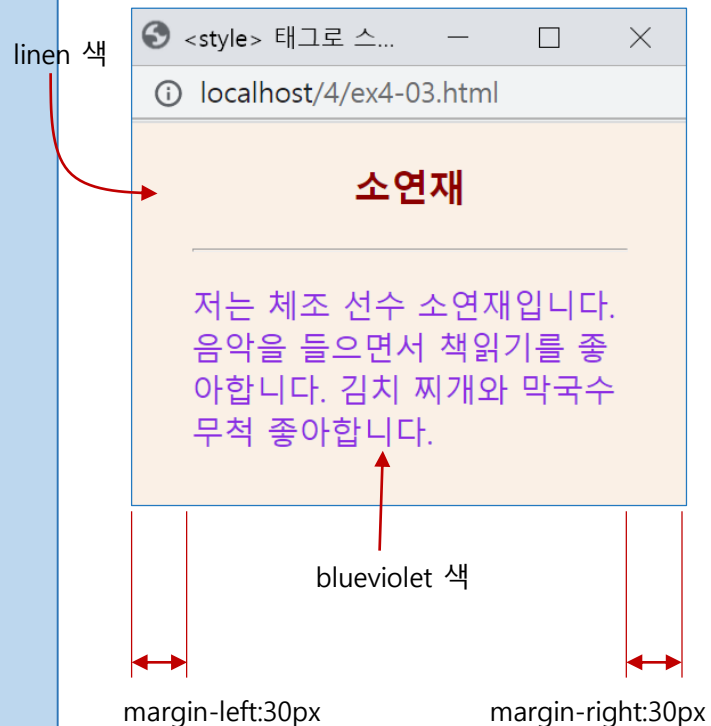 <style> 태그로 스...
linen 색
localhost/4/ex4-03.html
소연재
저는 체조 선수 소연재입니다.
음악을 들으면서 책읽기를 좋
아합니다. 김치 찌개와 막국수
무척 좋아합니다.
blueviolet 색
margin-left:30px
margin-right:30px